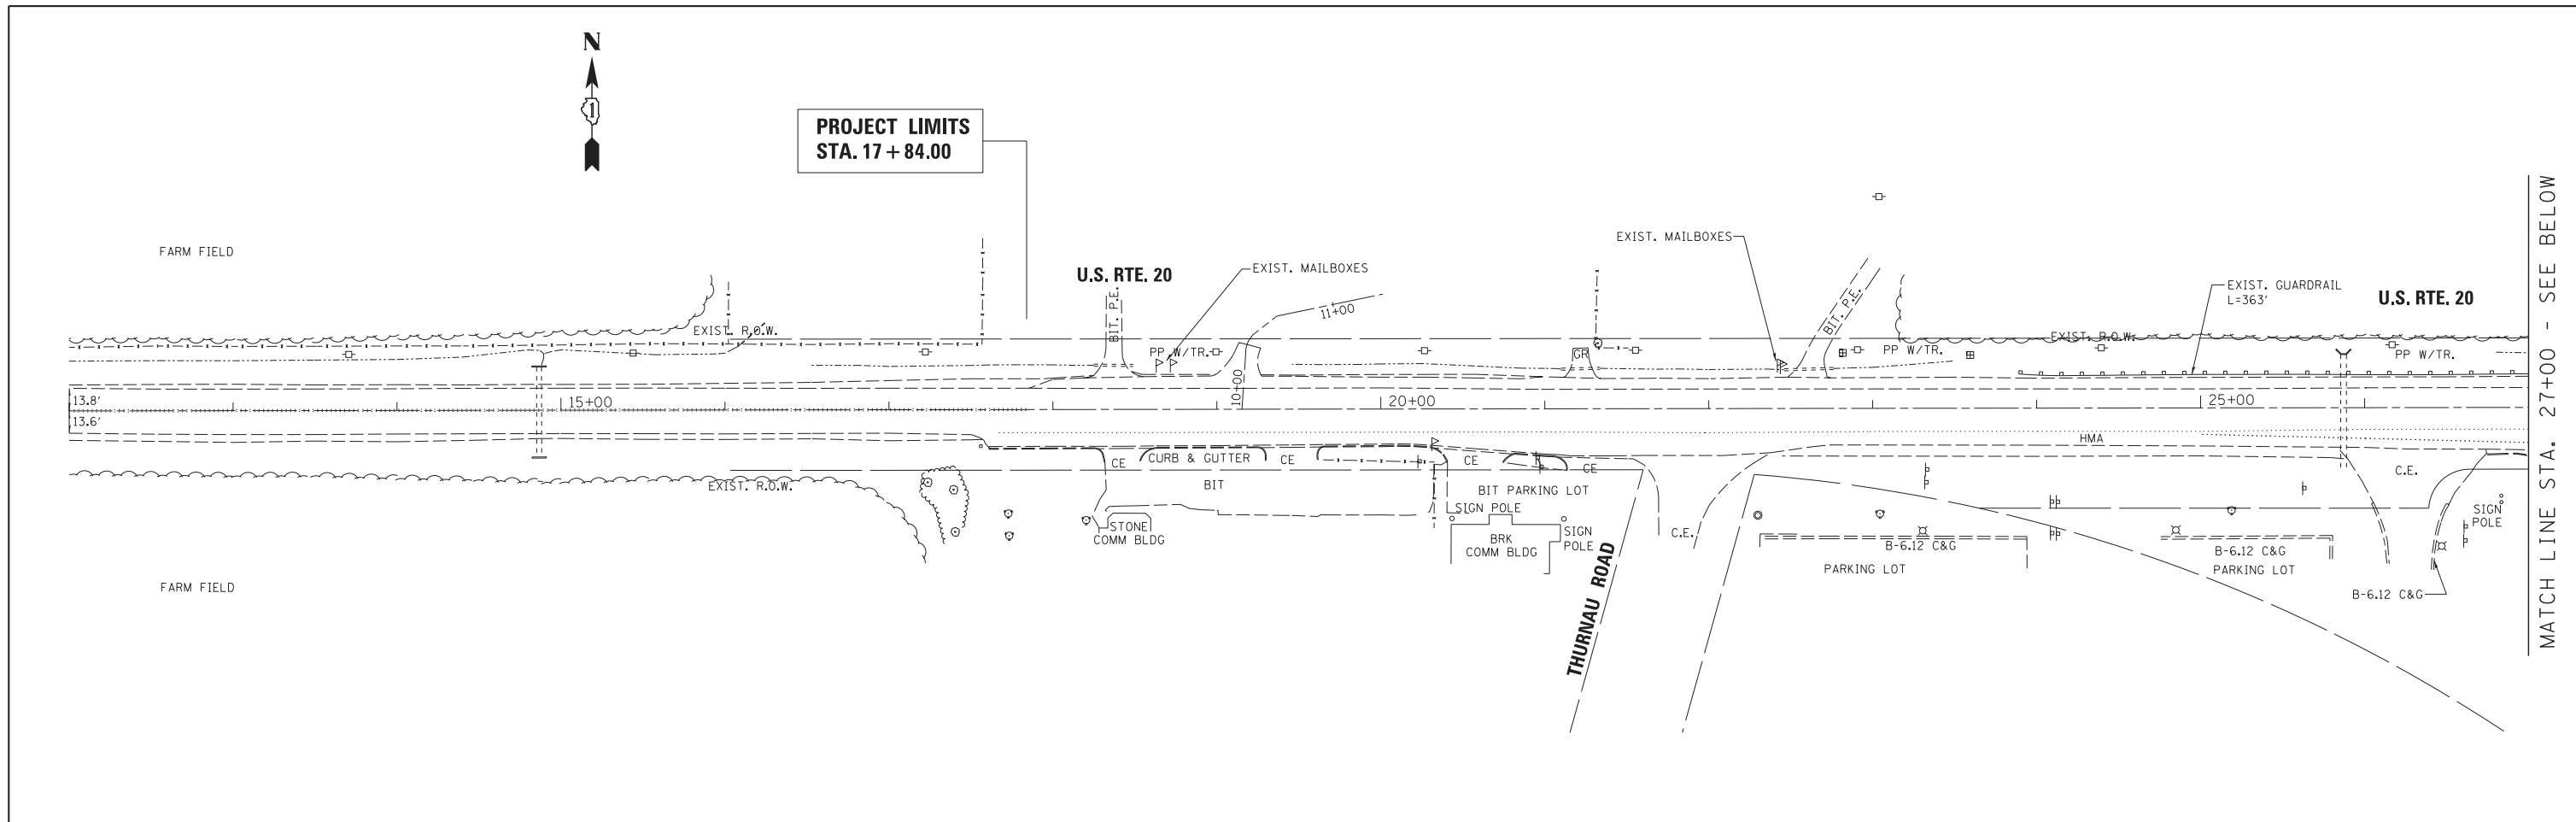 N
1
PROJECT LIMITS
STA. 17+84.00
FARM FIELD
U.S. RTE. 20
EXIST. MAILBOXES
EXIST. MAILBOXES
EXIST. GUARDRAIL
L=363'
U.S. RTE. 20
11+00
BIT. P.E.
BIT. P.E.
EXIST. R.O.W.
EXIST. R.O.W.
PP W/TR.
GR
PP W/TR.
PP W/TR.
10+00
13.8'
15+00
20+00
25+00
13.6'
HMA
CE
CURB & GUTTER
CE
CE
CE
C.E.
EXIST. R.O.W.
BIT
BIT PARKING LOT
SIGN POLE
SIGN
POLE
STONE
COMM BLDG
BRK
COMM BLDG
SIGN
POLE
C.E.
B-6.12 C&G
PARKING LOT
B-6.12 C&G
PARKING LOT
B-6.12 C&G
FARM FIELD
THURNAU ROAD
MATCH LINE STA. 27+00 - SEE BELOW